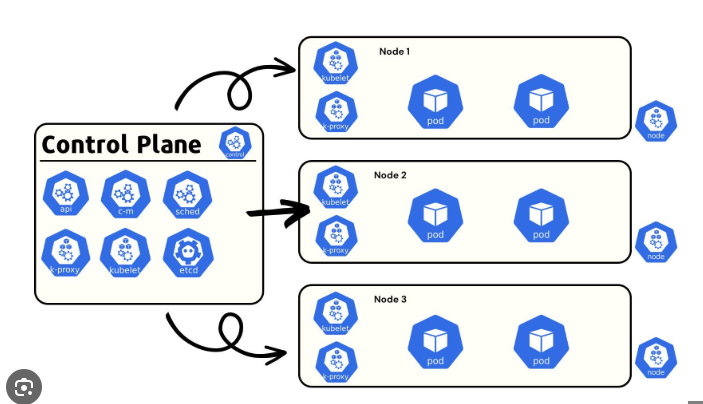 Control Plane
control
api
c-m
sched
k-proxy
kubelet
etcd
Node 1
kubelet
k-proxy
pod
pod
node
Node 2
kubelet
k-proxy
pod
pod
node
Node 3
kubelet
k-proxy
pod
pod
node